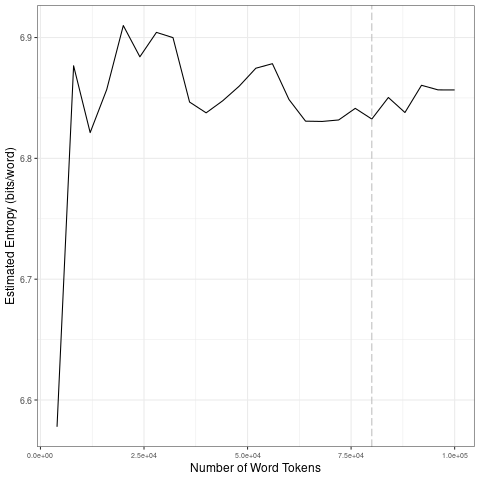 Estimated Entropy (bits/word)
6.9
6.8
6.7
6.6
0.0e+00 2.5e+04 5.0e+04 7.5e+04 1.0e+05
Number of Word Tokens